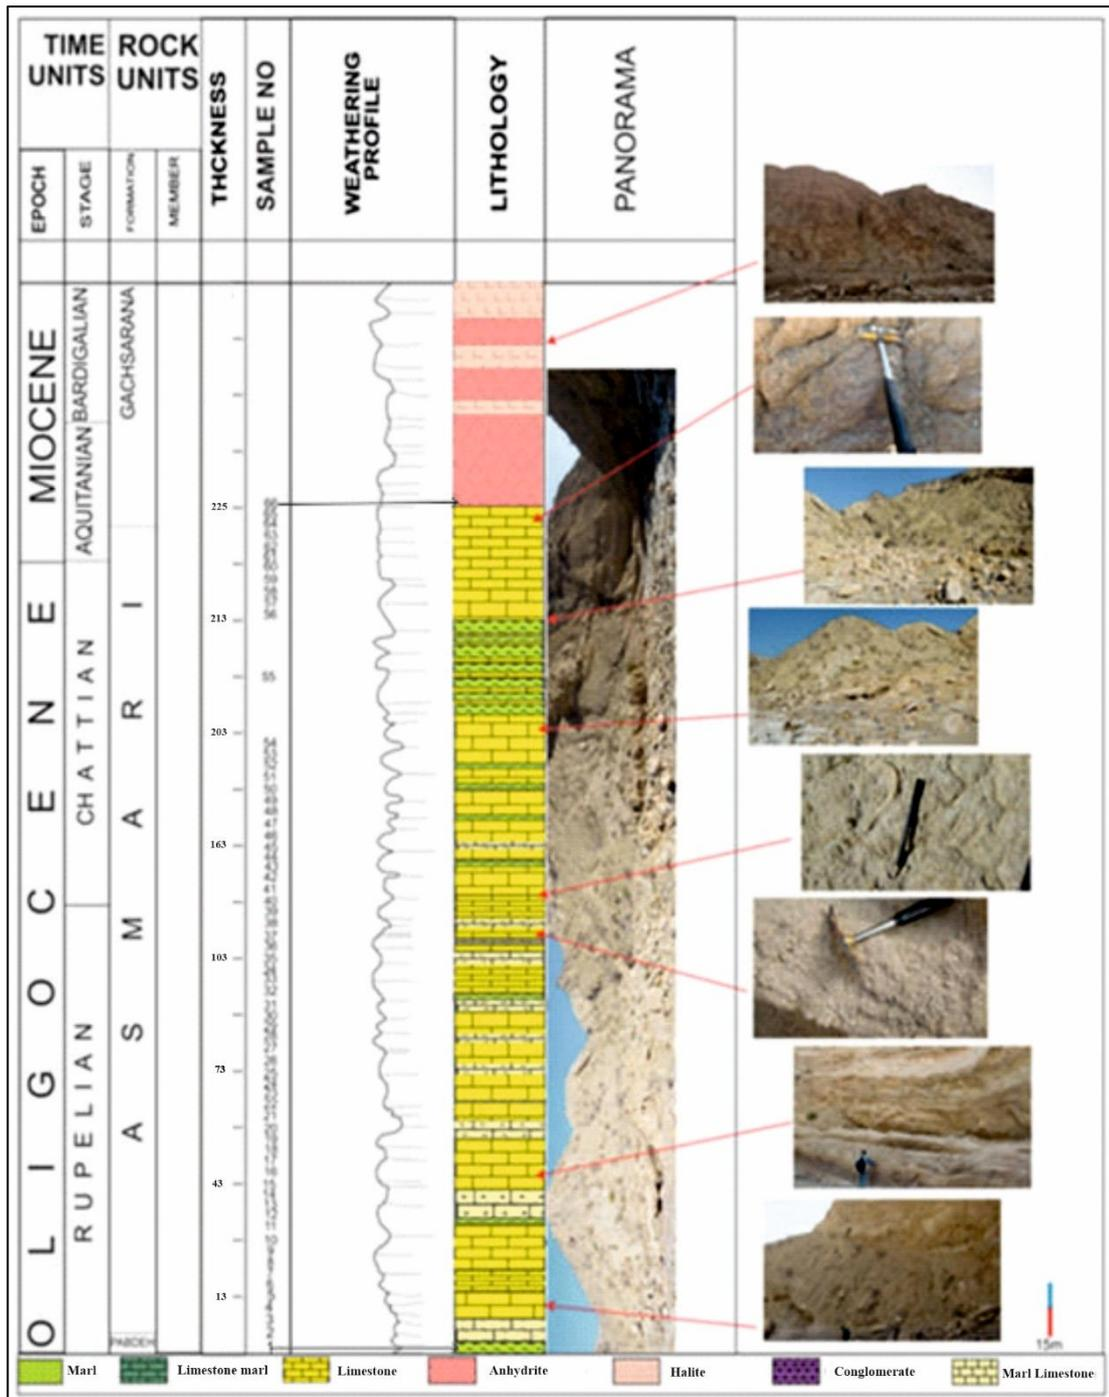 TIME UNITS
ROCK UNITS
THCKNESS
SAMPLE NO
WEATHERING PROFILE
LITHOLOGY
PANORAMA
EPOCH
STAGE
FORMATION
MEMBER
MIOCENE
BARDIGALIAN
GACHSARANA
AQUITANIAN
225
213
55
203
163
103
73
43
13
OLIGOCENE
CHATTIAN
RUPELIAN
ASMARI
PABDEH
15m
Marl
Limestone marl
Limestone
Anhydrite
Halite
Conglomerate
Marl Limestone